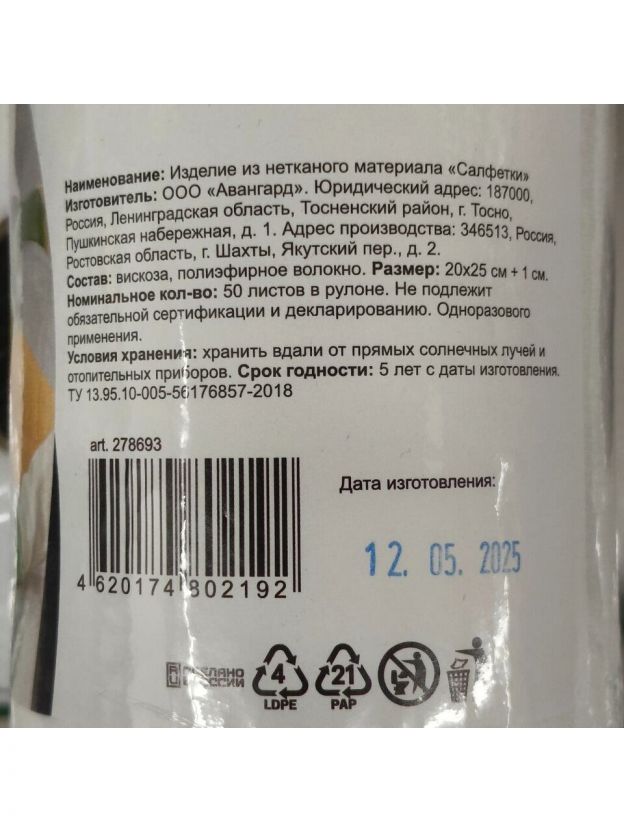 Наименование: Изделие из нетканого материала «Салфетки»
Изготовитель: ООО «Авангард». Юридический адрес: 187000,
Россия, Ленинградская область, Тосненский район, г. Тосно,
Пушкинская набережная, д. 1. Адрес производства: 346513, Россия,
Ростовская область, г. Шахты, Якутский пер., д. 2.
Состав: вискоза, полиэфирное волокно. Размер: 20х25 см + 1 см.
Номинальное кол-во: 50 листов в рулоне. Не подлежит
обязательной сертификации и декларированию. Одноразового
применения.
Условия хранения: хранить вдали от прямых солнечных лучей и
отопительных приборов. Срок годности: 5 лет с даты изготовления.
ТУ 13.95.10-005-56176857-2018
art. 278693
Дата изготовления:
12. 05. 2025
4 620174 802192
СДЕЛАНО
В РОССИИ
4
LDPE
21
PAP